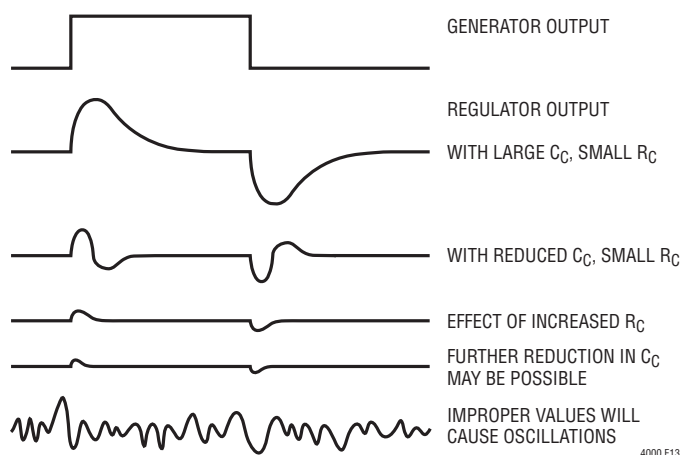 GENERATOR OUTPUT
REGULATOR OUTPUT
WITH LARGE CC, SMALL RC
WITH REDUCED CC, SMALL RC
EFFECT OF INCREASED RC
FURTHER REDUCTION IN CC
MAY BE POSSIBLE
IMPROPER VALUES WILL
CAUSE OSCILLATIONS
4000 F13